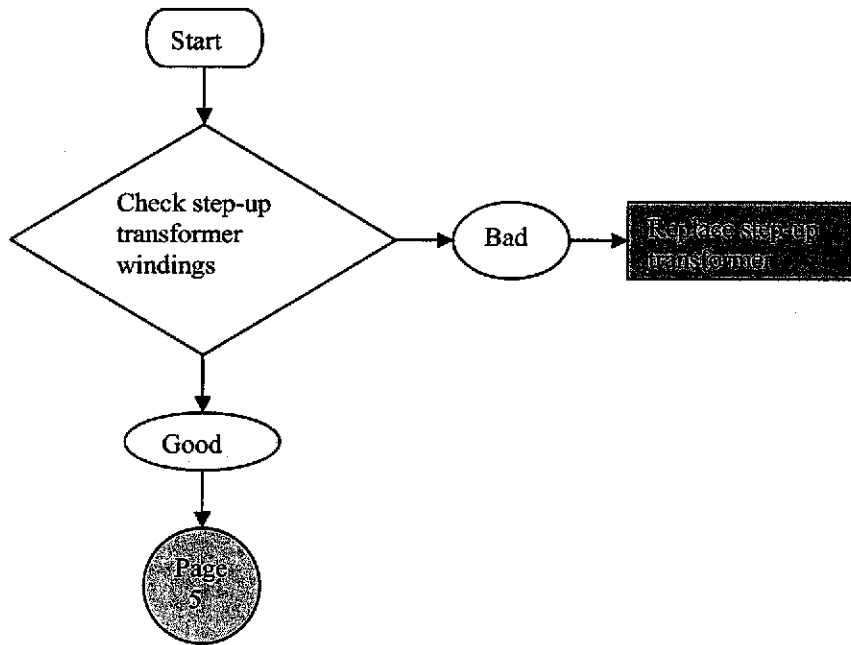 Start
Check step-up
transformer
windings
Bad
Replace step-up
transformer
Good
Page
5